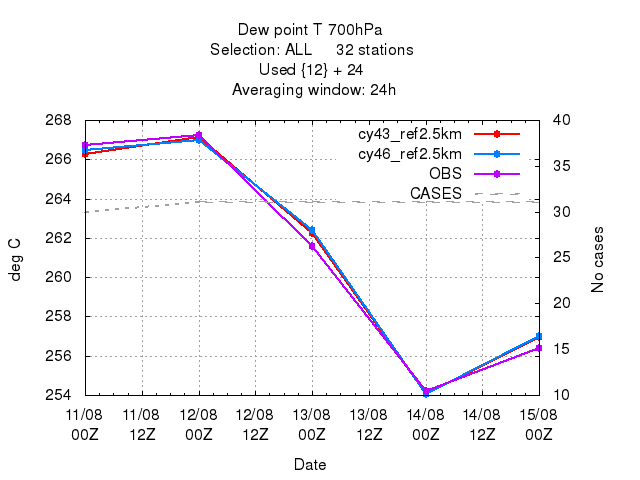 Dew point T 700hPa
Selection: ALL 32 stations
Used {12} + 24
Averaging window: 24h
cy43_ref2.5km
cy46_ref2.5km
OBS
CASES
268
266
264
262
260
258
256
254
40
35
30
25
20
15
10
deg C
No cases
11/08 11/08 12/08 12/08 13/08 13/08 14/08 14/08 15/08
00Z 12Z 00Z 12Z 00Z 12Z 00Z 12Z 00Z
Date